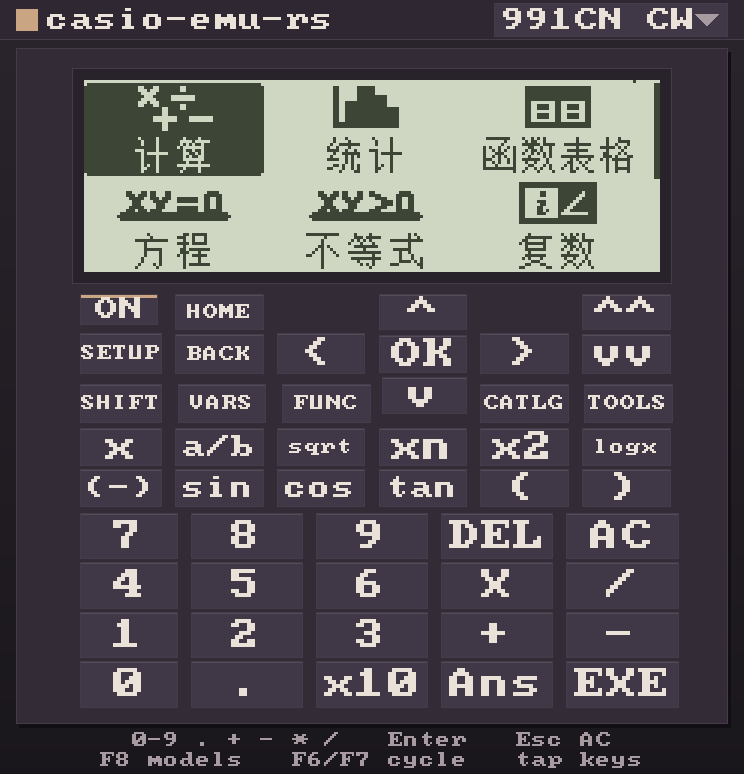 casio-emu-rs 991CN CW
计算 统计 函数表格
XY=0 XY>0 i
方程 不等式 复数
ON HOME ^ ^^
SETUP BACK < OK > vv
SHIFT VARS FUNC v CATLG TOOLS
x a/b sqrt xn x2 logx
(-) sin cos tan ( )
7 8 9 DEL AC
4 5 6 X /
1 2 3 + -
0 . x10 Ans EXE
0-9 . + - * / Enter Esc AC
F8 models F6/F7 cycle tap keys